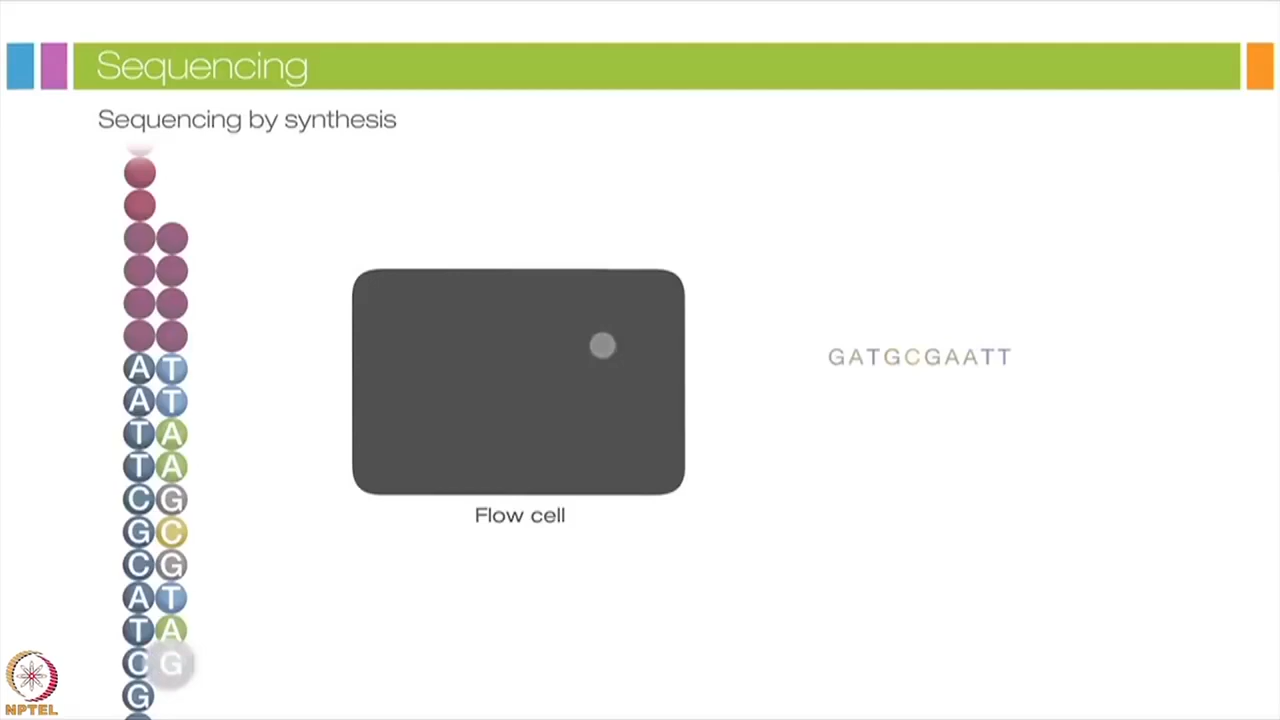 Sequencing
Sequencing by synthesis
A T
A T
T A
T A
C G
G C
C G
A T
T A
C G
G
GATGCGAATT
Flow cell
NPTEL